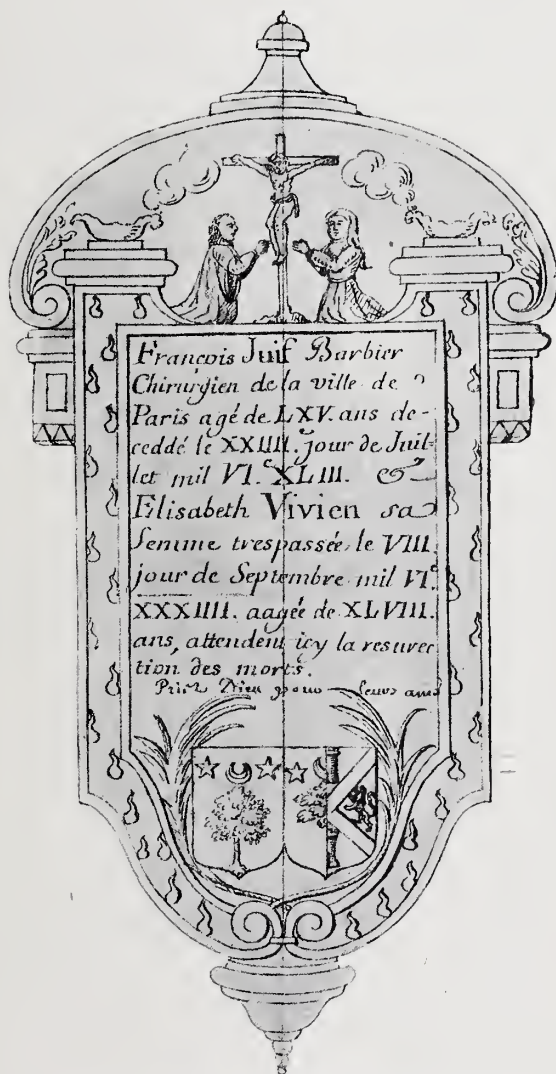 François Juif Barbier
Chirurgien de la ville de
Paris agé de LXV. ans de-
ceddé le XXIIII.e jour de Juil-
let mil VI.c XLIII. &
Elisabeth Vivien sa
femme trespassée le VIII.
jour de Septembre mil VI.c
XXXIIII. aagée de XLVIII.
ans, attendent icy la resurec
tion des morts.
Priez Dieu pour leurs ames